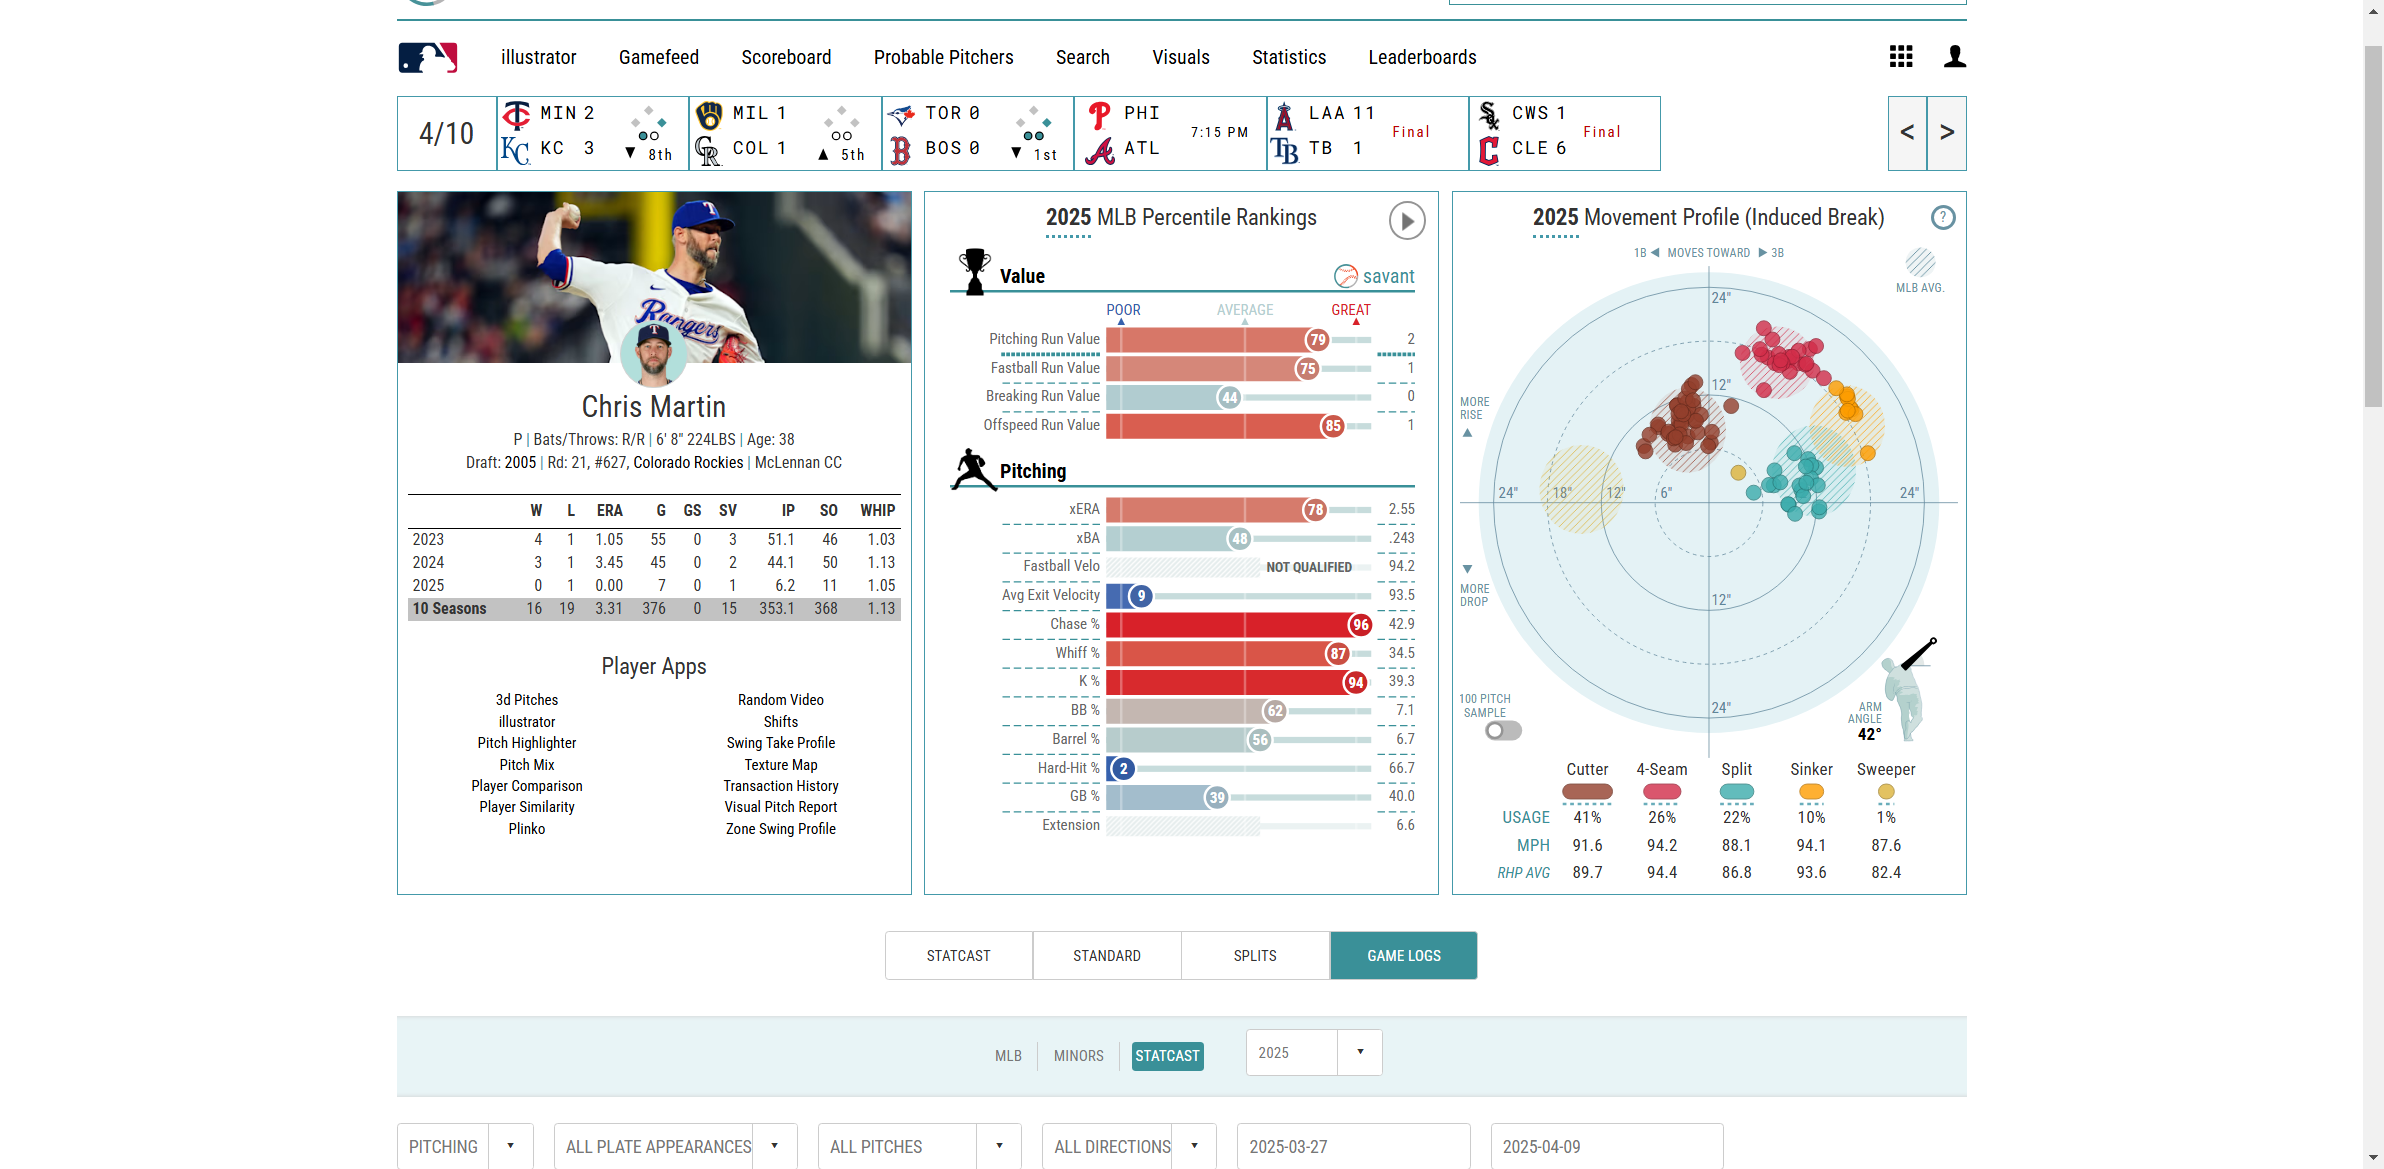 illustrator Gamefeed Scoreboard Probable Pitchers Search Visuals Statistics Leaderboards
4/10
MIN 2
KC 3
▼ 8th
MIL 1
COL 1
▲ 5th
TOR 0
BOS 0
▼ 1st
PHI
ATL
7:15 PM
LAA 11
TB 1
Final
CWS 1
CLE 6
Final
< >
Rangers
Chris Martin
P | Bats/Throws: R/R | 6' 8" 224LBS | Age: 38
Draft: 2005 | Rd: 21, #627, Colorado Rockies | McLennan CC
W L ERA G GS SV IP SO WHIP
2023 4 1 1.05 55 0 3 51.1 46 1.03
2024 3 1 3.45 45 0 2 44.1 50 1.13
2025 0 1 0.00 7 0 1 6.2 11 1.05
10 Seasons 16 19 3.31 376 0 15 353.1 368 1.13
Player Apps
3d Pitches Random Video
illustrator Shifts
Pitch Highlighter Swing Take Profile
Pitch Mix Texture Map
Player Comparison Transaction History
Player Similarity Visual Pitch Report
Plinko Zone Swing Profile
2025 MLB Percentile Rankings
Value savant
POOR AVERAGE GREAT
Pitching Run Value 79 2
Fastball Run Value 75 1
Breaking Run Value 44 0
Offspeed Run Value 85 1
Pitching
xERA 78 2.55
xBA 48 .243
Fastball Velo NOT QUALIFIED 94.2
Avg Exit Velocity 9 93.5
Chase % 96 42.9
Whiff % 87 34.5
K % 94 39.3
BB % 62 7.1
Barrel % 56 6.7
Hard-Hit % 2 66.7
GB % 39 40.0
Extension 6.6
2025 Movement Profile (Induced Break)
?
1B ◀ MOVES TOWARD ▶ 3B
MLB AVG.
24"
12"
MORE
RISE
▲
24" 18" 12" 6" 24"
▼
MORE
DROP
12"
24"
100 PITCH
SAMPLE
ARM
ANGLE
42°
Cutter 4-Seam Split Sinker Sweeper
USAGE 41% 26% 22% 10% 1%
MPH 91.6 94.2 88.1 94.1 87.6
RHP AVG 89.7 94.4 86.8 93.6 82.4
STATCAST STANDARD SPLITS GAME LOGS
MLB MINORS STATCAST 2025
PITCHING ALL PLATE APPEARANCES ALL PITCHES ALL DIRECTIONS 2025-03-27 2025-04-09